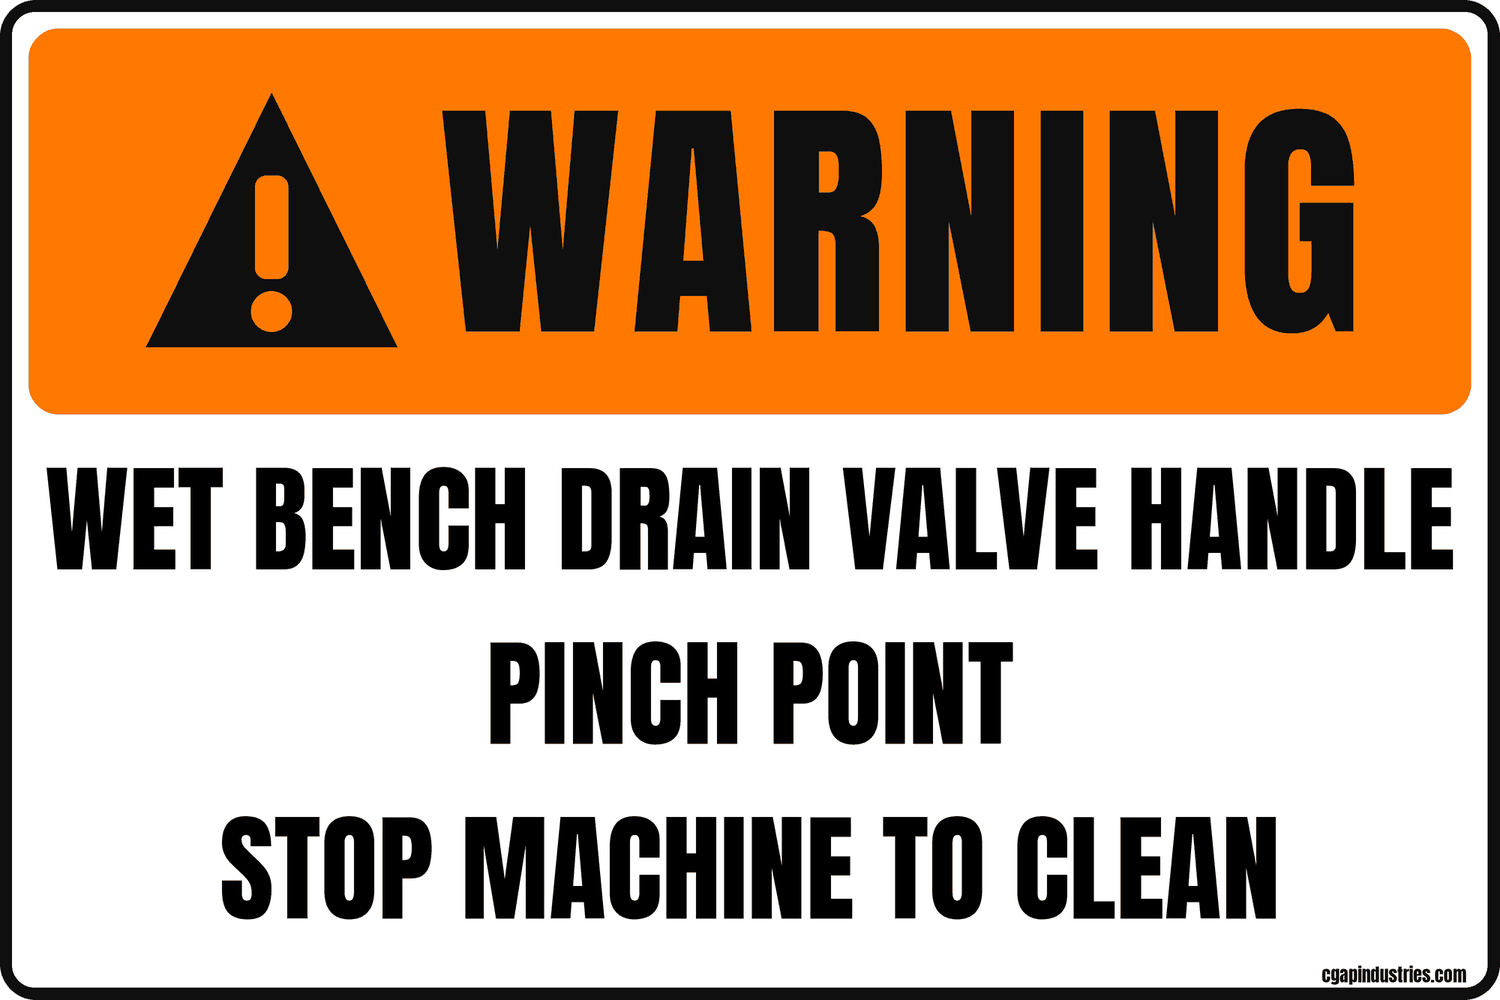 WARNING
WET BENCH DRAIN VALVE HANDLE
PINCH POINT
STOP MACHINE TO CLEAN
cgapindustries.com